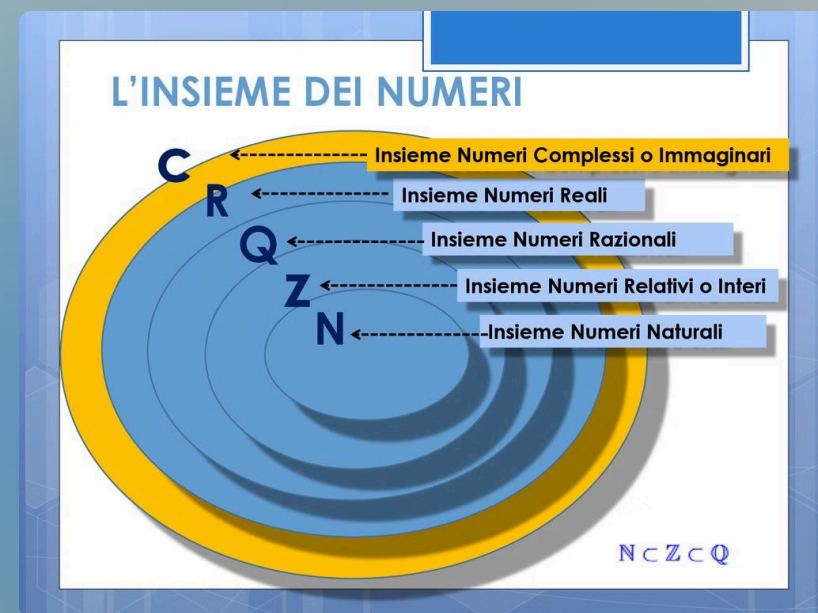 L'INSIEME DEI NUMERI
C
Insieme Numeri Complessi o Immaginari
R
Insieme Numeri Reali
Q
Insieme Numeri Razionali
Z
Insieme Numeri Relativi o Interi
N
Insieme Numeri Naturali
ℕ ⊂ ℤ ⊂ ℚ